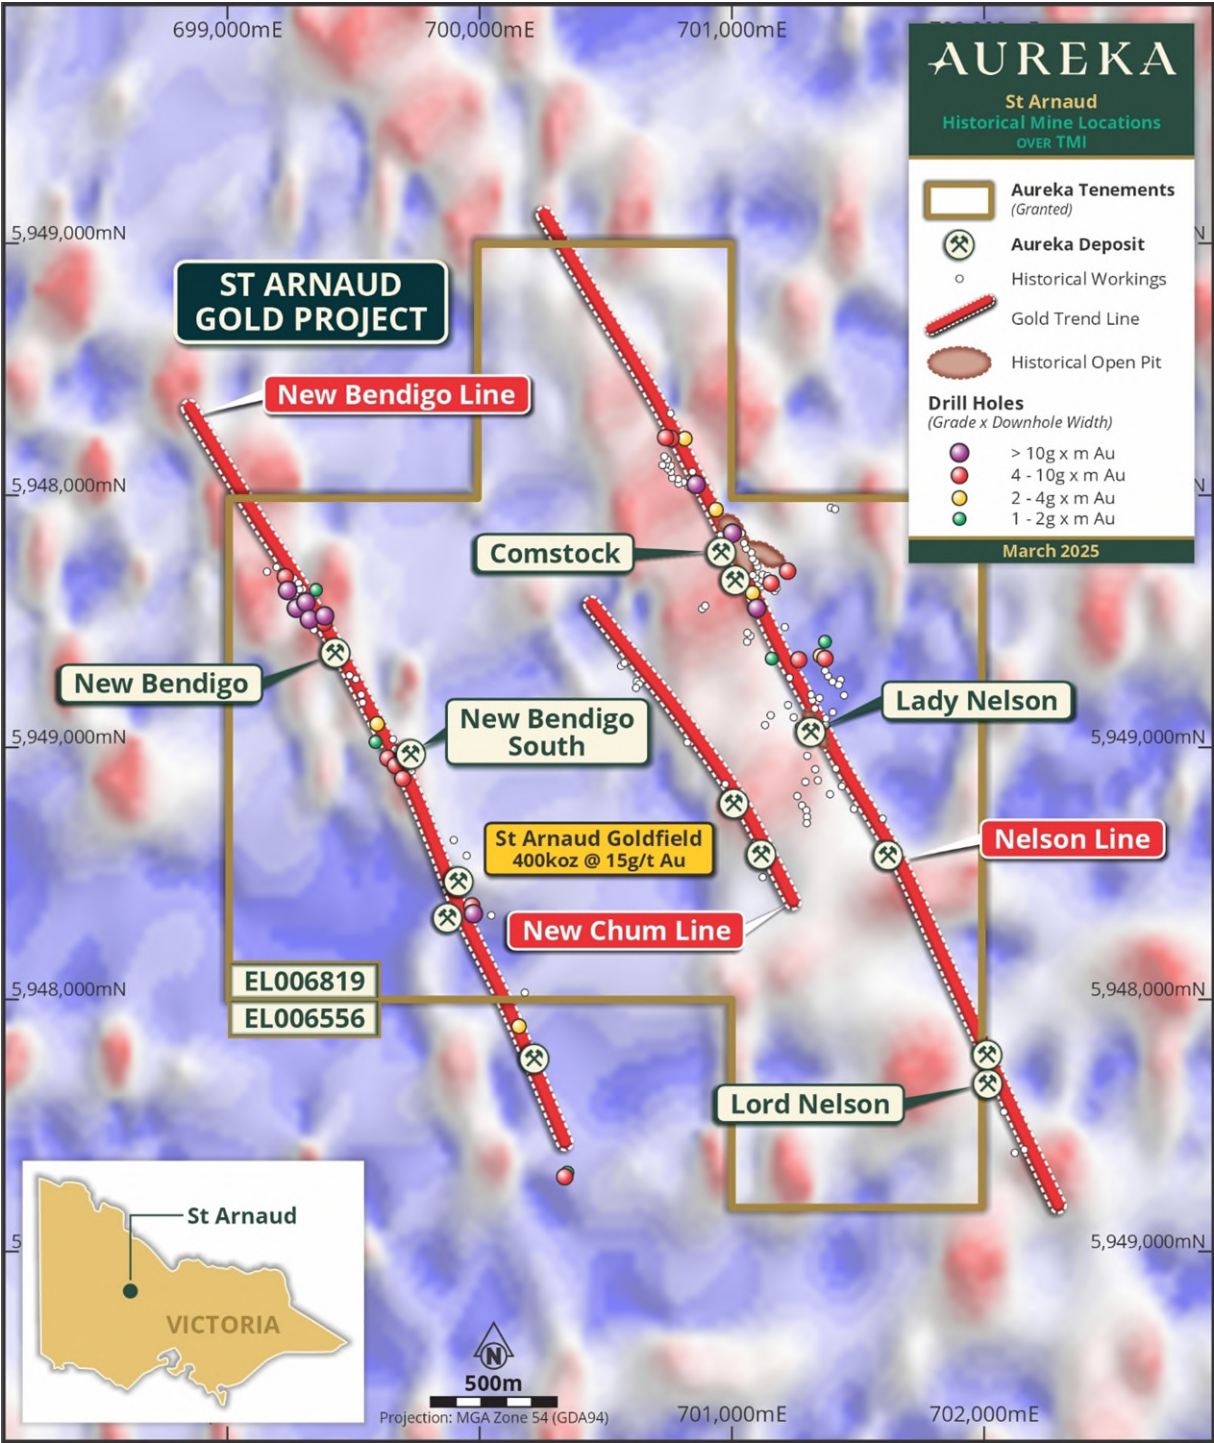 699,000mE
700,000mE
701,000mE
AUREKA
St Arnaud
Historical Mine Locations
OVER TMI
Aureka Tenements
(Granted)
Aureka Deposit
Historical Workings
Gold Trend Line
Historical Open Pit
Drill Holes
(Grade x Downhole Width)
> 10g x m Au
4 - 10g x m Au
2 - 4g x m Au
1 - 2g x m Au
March 2025
5,949,000mN
ST ARNAUD
GOLD PROJECT
New Bendigo Line
5,948,000mN
Comstock
New Bendigo
New Bendigo
South
Lady Nelson
5,949,000mN
5,949,000mN
St Arnaud Goldfield
400koz @ 15g/t Au
Nelson Line
New Chum Line
EL006819
5,948,000mN
5,948,000mN
EL006556
Lord Nelson
St Arnaud
VICTORIA
5,949,000mN
N
500m
Projection: MGA Zone 54 (GDA94)
701,000mE
702,000mE